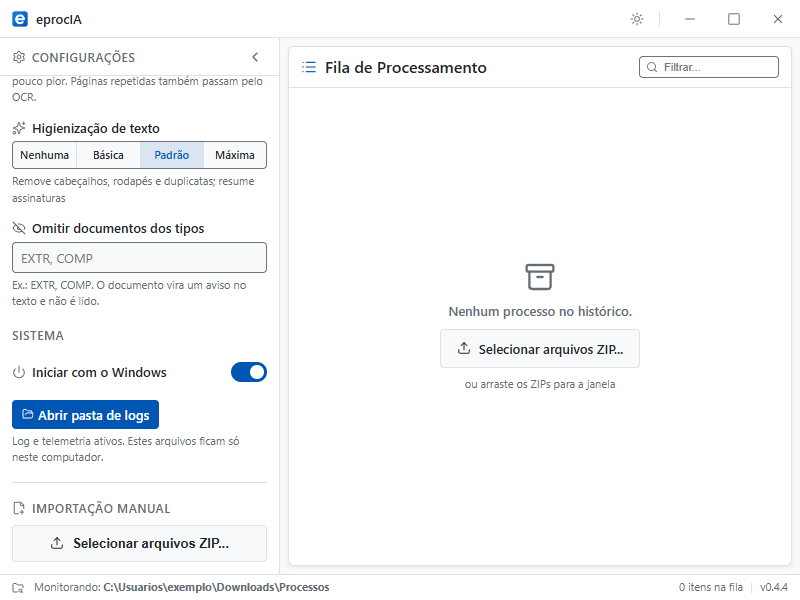 eprocIA
CONFIGURAÇÕES
pouco pior. Páginas repetidas também passam pelo
OCR.
Higienização de texto
Nenhuma Básica Padrão Máxima
Remove cabeçalhos, rodapés e duplicatas; resume
assinaturas
Omitir documentos dos tipos
EXTR, COMP
Ex.: EXTR, COMP. O documento vira um aviso no
texto e não é lido.
SISTEMA
Iniciar com o Windows
Abrir pasta de logs
Log e telemetria ativos. Estes arquivos ficam só
neste computador.
IMPORTAÇÃO MANUAL
Selecionar arquivos ZIP...
Fila de Processamento
Filtrar...
Nenhum processo no histórico.
Selecionar arquivos ZIP...
ou arraste os ZIPs para a janela
Monitorando: C:\Usuarios\exemplo\Downloads\Processos
0 itens na fila
v0.4.4